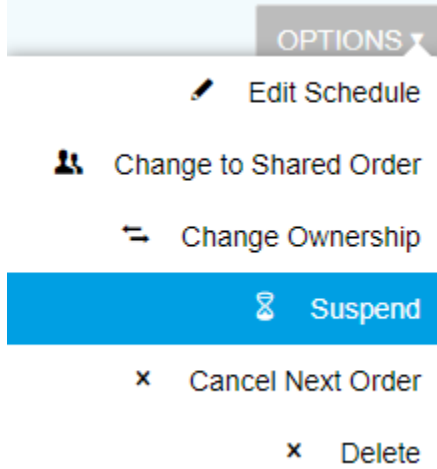 OPTIONS
Edit Schedule
Change to Shared Order
Change Ownership
Suspend
Cancel Next Order
Delete